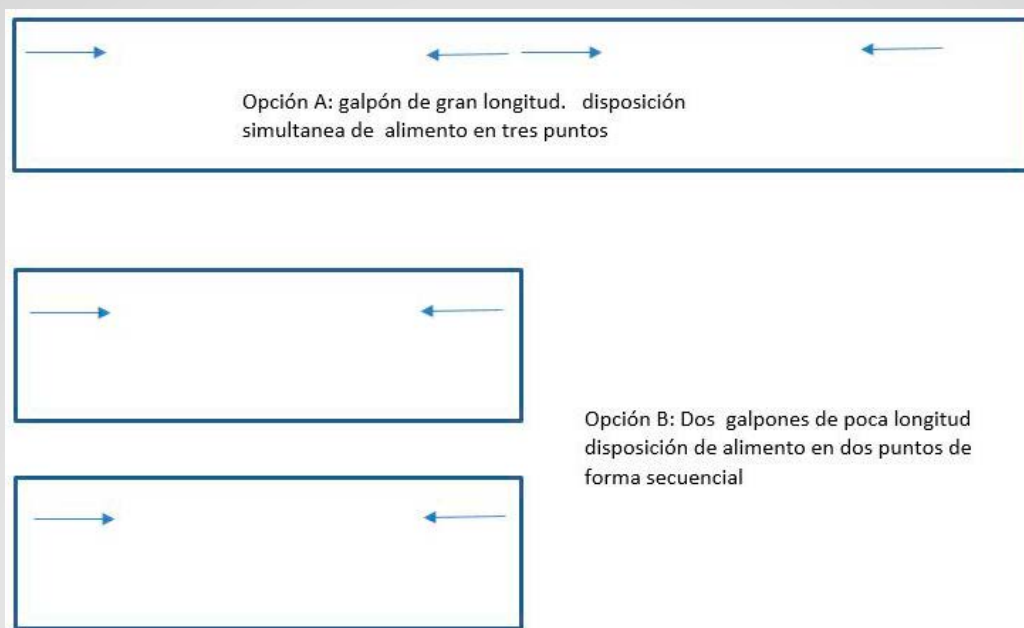 Opción A: galpón de gran longitud. disposición
simultanea de alimento en tres puntos
Opción B: Dos galpones de poca longitud
disposición de alimento en dos puntos de
forma secuencial